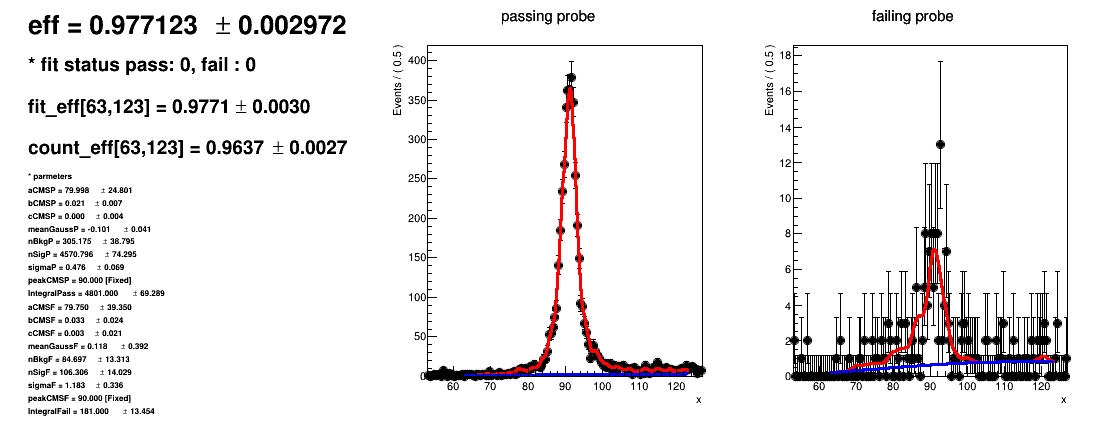 eff = 0.977123 ± 0.002972
* fit status pass: 0, fail : 0
fit_eff[63,123] = 0.9771 ± 0.0030
count_eff[63,123] = 0.9637 ± 0.0027
* parmeters
aCMSP = 79.998 ± 24.801
bCMSP = 0.021 ± 0.007
cCMSP = 0.000 ± 0.004
meanGaussP = -0.101 ± 0.041
nBkgP = 305.175 ± 38.795
nSigP = 4570.796 ± 74.295
sigmaP = 0.476 ± 0.069
peakCMSP = 90.000 [Fixed]
IntegralPass = 4801.000 ± 69.289
aCMSF = 79.750 ± 39.350
bCMSF = 0.033 ± 0.024
cCMSF = 0.003 ± 0.021
meanGaussF = 0.118 ± 0.392
nBkgF = 84.697 ± 13.313
nSigF = 106.306 ± 14.029
sigmaF = 1.183 ± 0.336
peakCMSF = 90.000 [Fixed]
IntegralFail = 181.000 ± 13.454
passing probe
Events / ( 0.5 )
400
350
300
250
200
150
100
50
0
60 70 80 90 100 110 120
x
failing probe
Events / ( 0.5 )
18
16
14
12
10
8
6
4
2
0
60 70 80 90 100 110 120
x